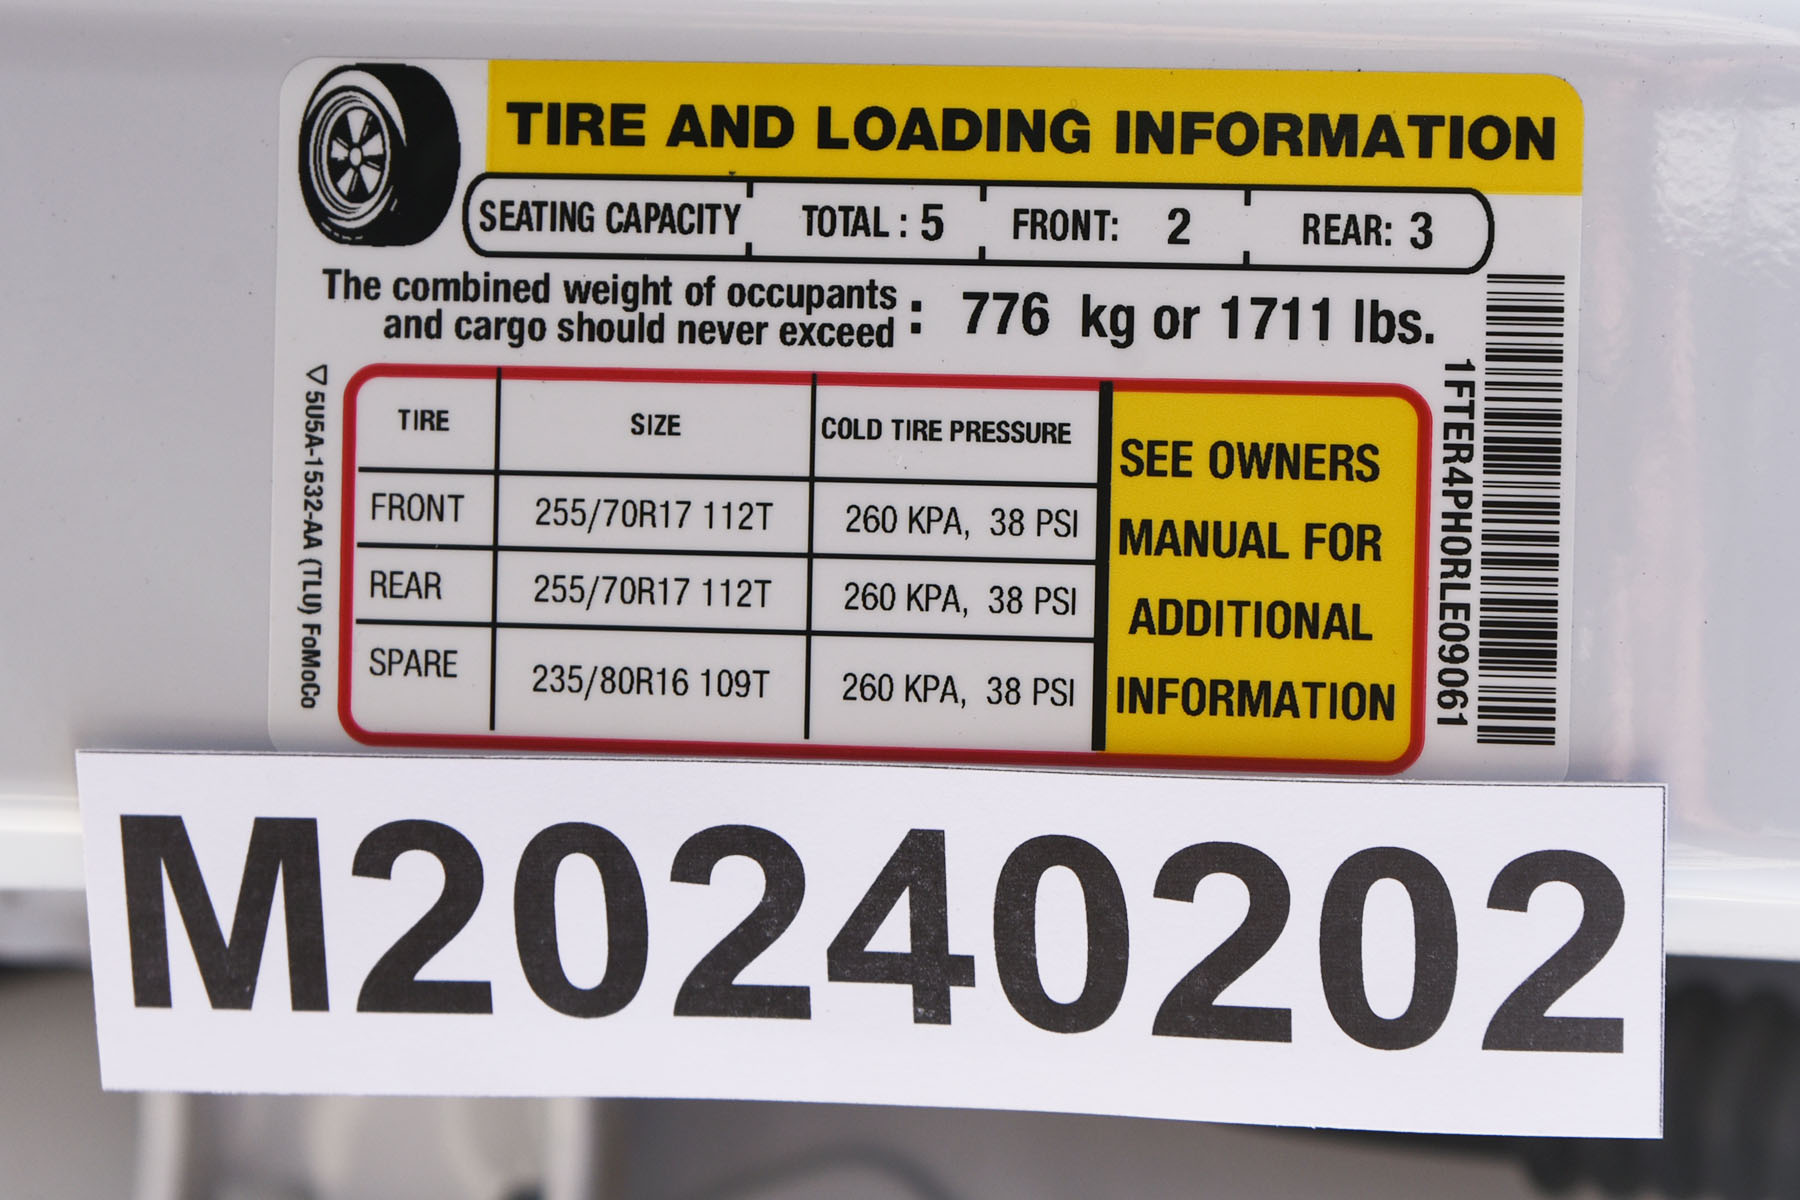 TIRE AND LOADING INFORMATION
SEATING CAPACITY TOTAL : 5 FRONT: 2 REAR: 3
The combined weight of occupants
and cargo should never exceed : 776 kg or 1711 lbs.
TIRE SIZE COLD TIRE PRESSURE
FRONT 255/70R17 112T 260 KPA, 38 PSI
REAR 255/70R17 112T 260 KPA, 38 PSI
SPARE 235/80R16 109T 260 KPA, 38 PSI
SEE OWNERS
MANUAL FOR
ADDITIONAL
INFORMATION
5U5A-1532-AA (TLU) FoMoCo
1FTER4PH0RLE09061
M20240202